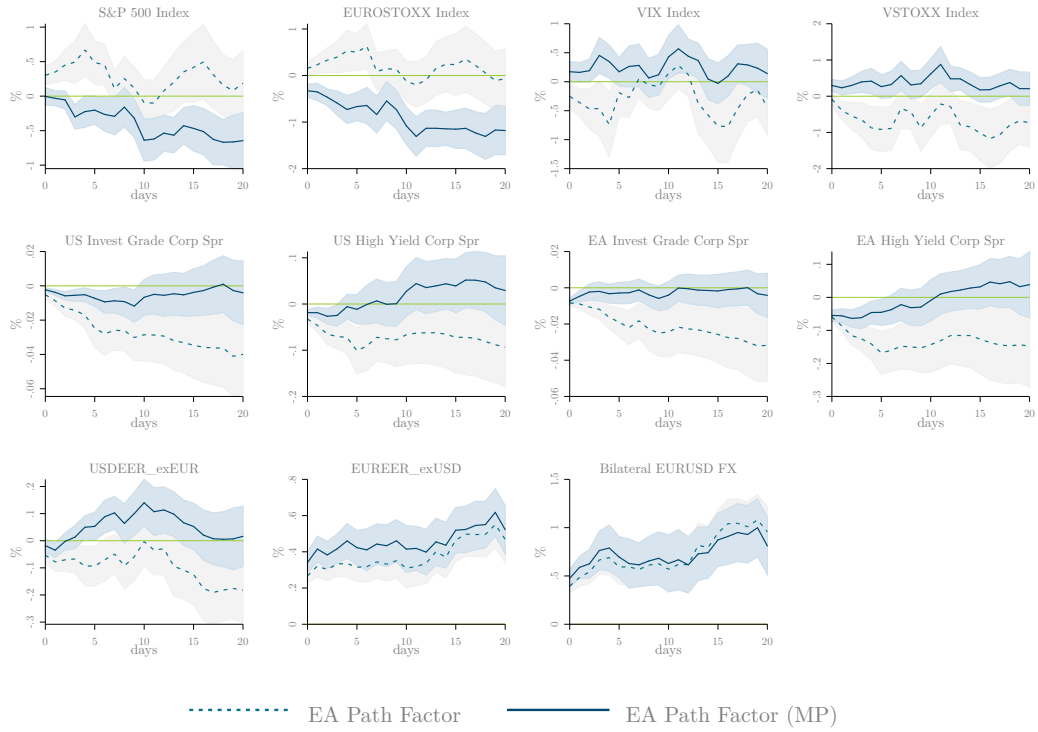 S&P 500 Index
%
-1 -.5 0 .5 1
0 5 10 15 20
days
EUROSTOXX Index
%
-2 -1 0 1
0 5 10 15 20
days
VIX Index
%
-1.5 -1 -.5 0 .5 1
0 5 10 15 20
days
VSTOXX Index
%
-2 -1 0 1 2
0 5 10 15 20
days
US Invest Grade Corp Spr
%
-.06 -.04 -.02 0 .02
0 5 10 15 20
days
US High Yield Corp Spr
%
-.2 -.1 0 .1
0 5 10 15 20
days
EA Invest Grade Corp Spr
%
-.06 -.04 -.02 0 .02
0 5 10 15 20
days
EA High Yield Corp Spr
%
-.3 -.2 -.1 0 .1
0 5 10 15 20
days
USDEER_exEUR
%
-.3 -.2 -.1 0 .1 .2
0 5 10 15 20
days
EUREER_exUSD
%
0 .2 .4 .6 .8
0 5 10 15 20
days
Bilateral EURUSD FX
%
0 .5 1 1.5
0 5 10 15 20
days
EA Path Factor
EA Path Factor (MP)